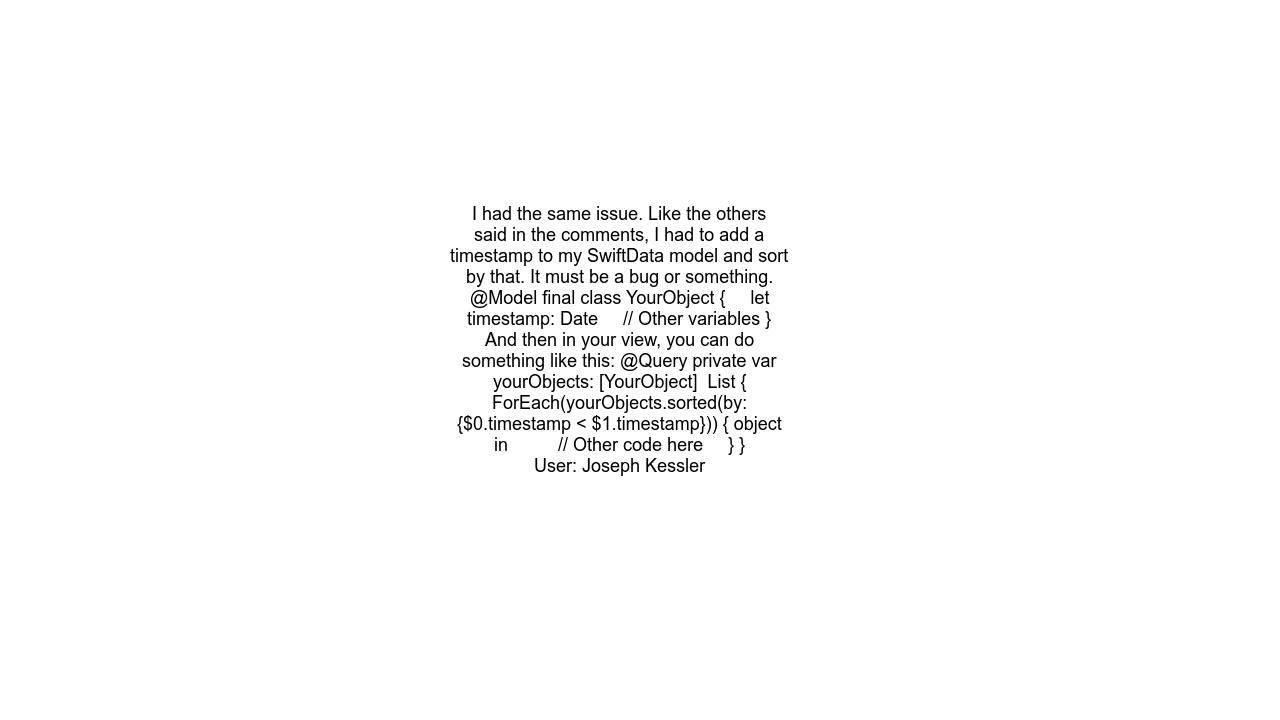 I had the same issue. Like the others
said in the comments, I had to add a
timestamp to my SwiftData model and sort
by that. It must be a bug or something.
@Model final class YourObject {     let
timestamp: Date     // Other variables }
And then in your view, you can do
something like this: @Query private var
yourObjects: [YourObject]  List {
ForEach(yourObjects.sorted(by:
{$0.timestamp < $1.timestamp})) { object
in          // Other code here     } }
User: Joseph Kessler